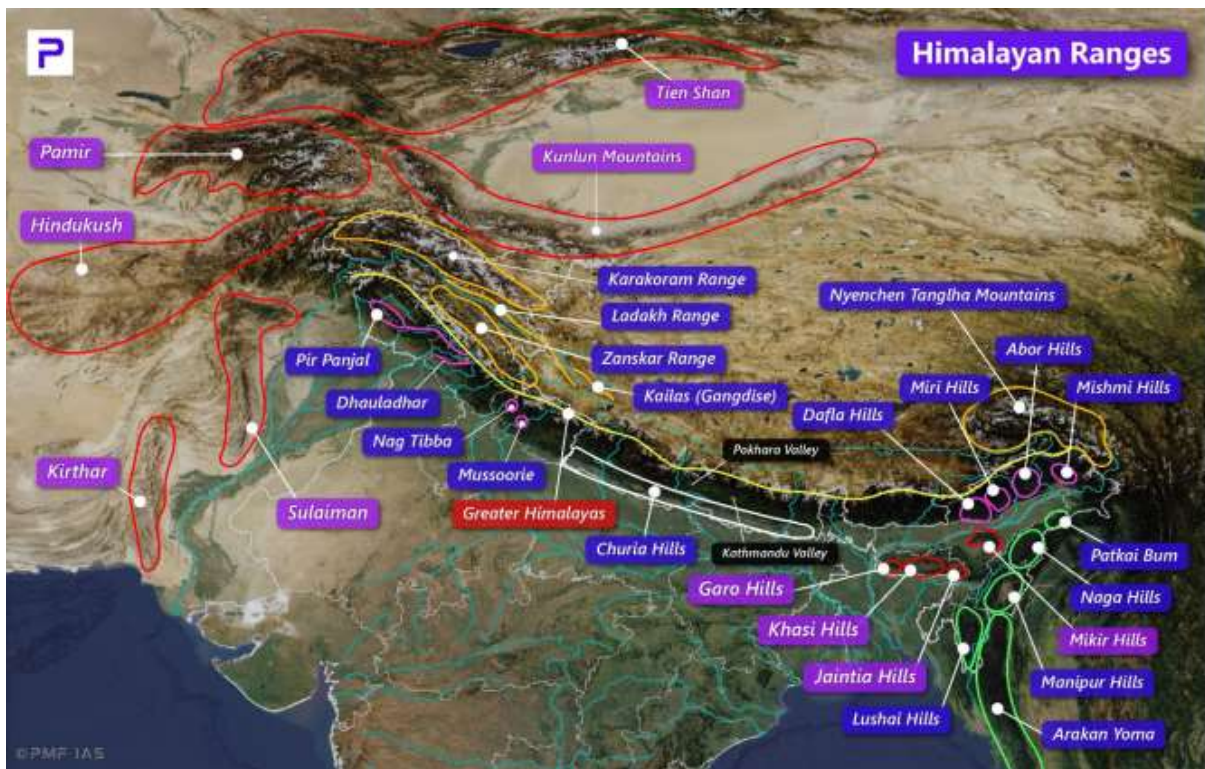 P
Himalayan Ranges
Tien Shan
Pamir
Kunlun Mountains
Hindukush
Karakoram Range
Nyenchen Tanglha Mountains
Ladakh Range
Abor Hills
Pir Panjal
Zanskar Range
Miri Hills
Mishmi Hills
Dhauladhar
Kailas (Gangdise)
Dafla Hills
Nag Tibba
Pokhara Valley
Kirthar
Mussoorie
Sulaiman
Greater Himalayas
Churia Hills
Kathmandu Valley
Patkai Bum
Garo Hills
Naga Hills
Khasi Hills
Mikir Hills
Jaintia Hills
Manipur Hills
Lushai Hills
Arakan Yoma
©PMF IAS